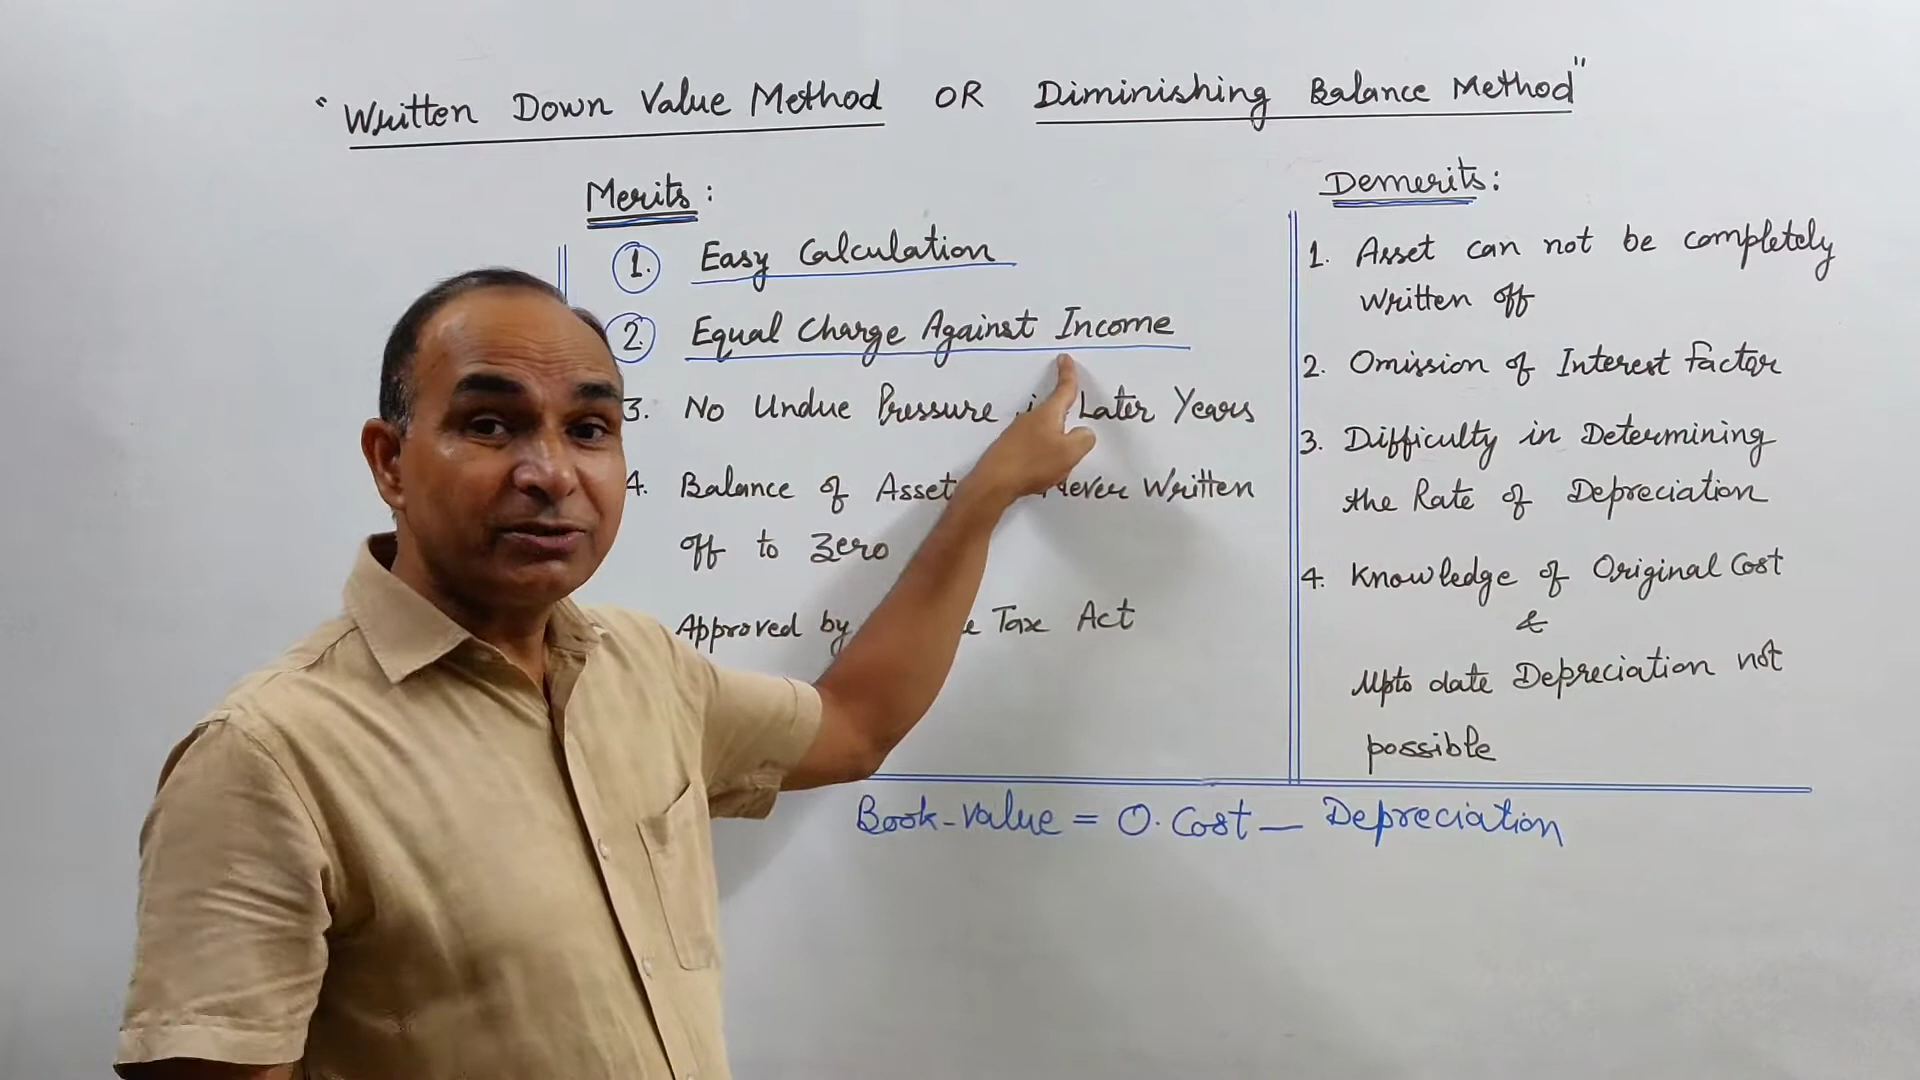 "Written Down Value Method OR Diminishing Balance Method"
Merits:
1. Easy Calculation
2. Equal Charge Against Income
3. No Undue Pressure Later Years
4. Balance of Asset never Written
off to Zero
Approved by Tax Act
Demerits:
1. Asset can not be completely
written off
2. Omission of Interest factor
3. Difficulty in Determining
the Rate of Depreciation
4. Knowledge of Original Cost
&
Upto date Depreciation not
possible
Book-value = O. Cost — Depreciation